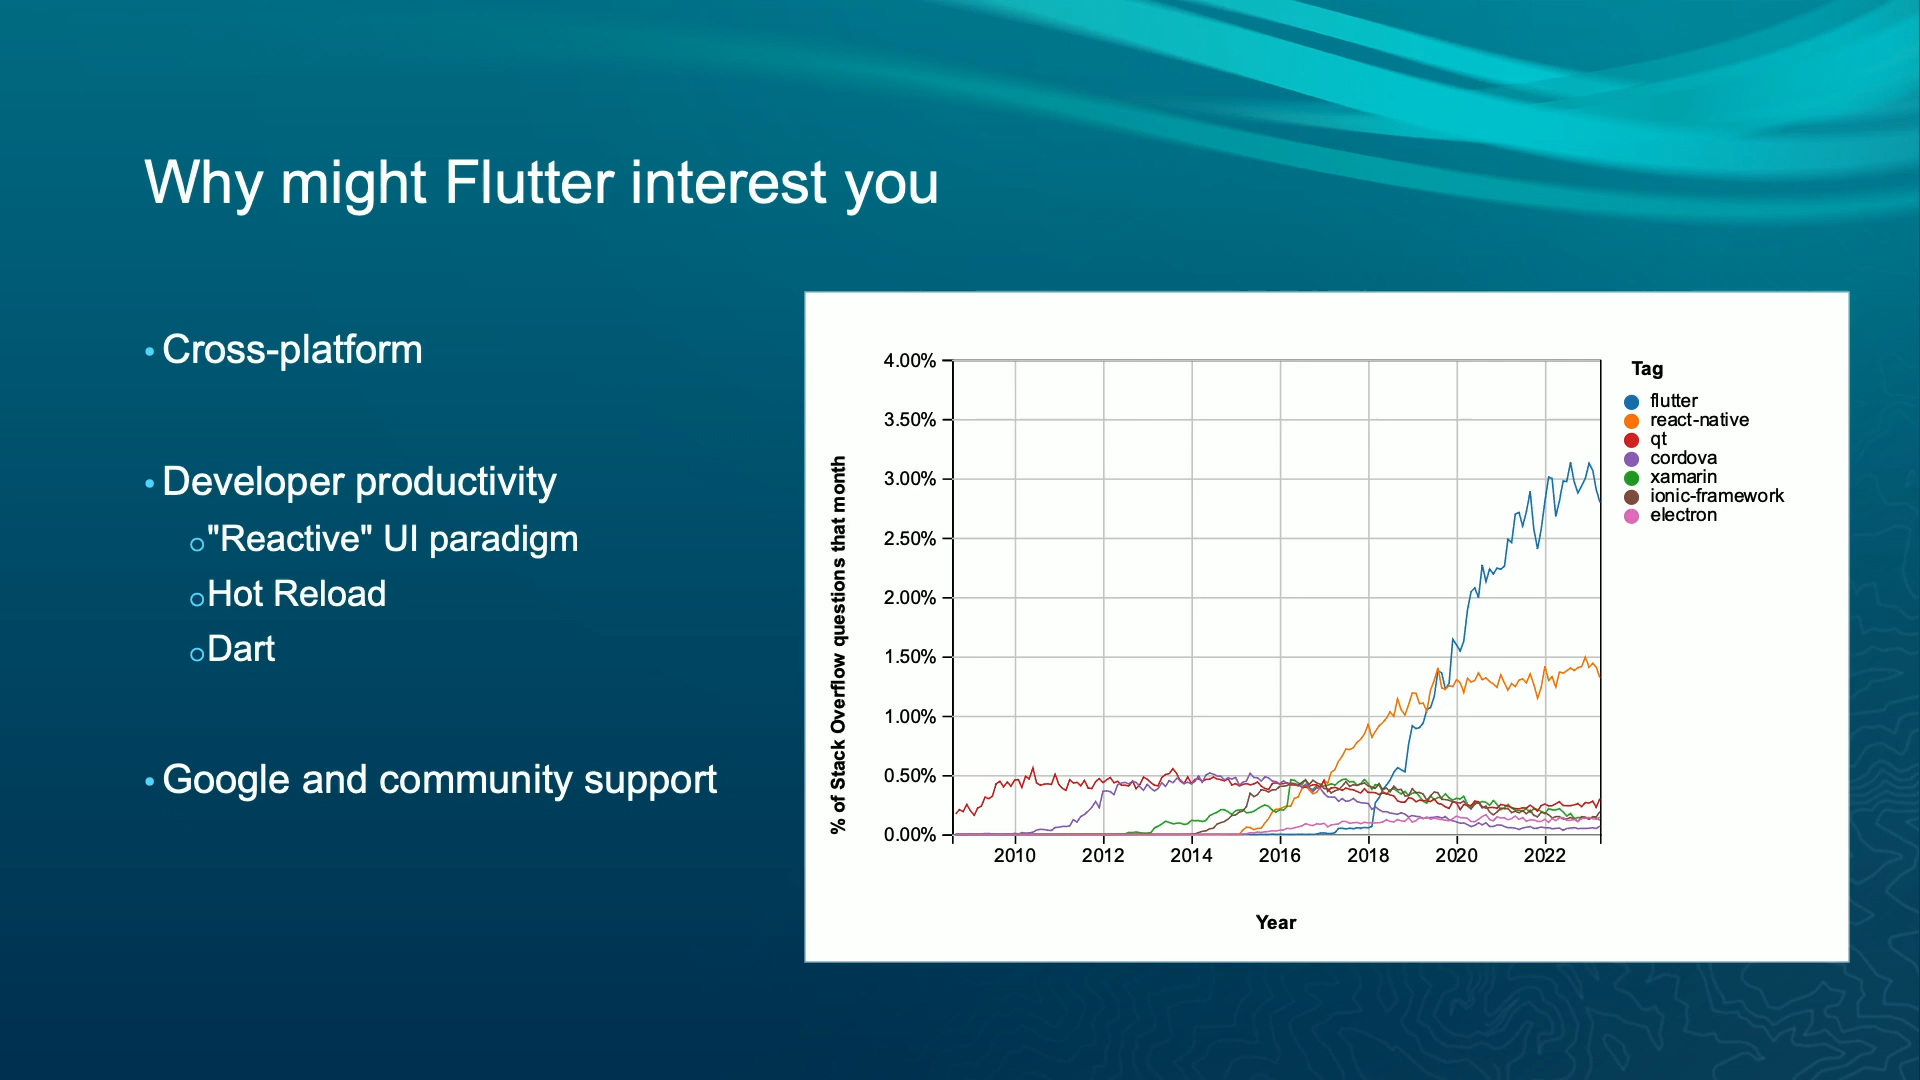 Why might Flutter interest you
• Cross-platform
• Developer productivity
○ "Reactive" UI paradigm
○ Hot Reload
○ Dart
• Google and community support
% of Stack Overflow questions that month
4.00%
3.50%
3.00%
2.50%
2.00%
1.50%
1.00%
0.50%
0.00%
2010 2012 2014 2016 2018 2020 2022
Year
Tag
flutter
react-native
qt
cordova
xamarin
ionic-framework
electron